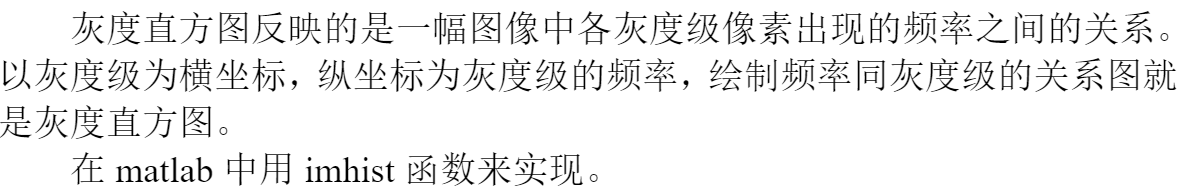 灰度直方图反映的是一幅图像中各灰度级像素出现的频率之间的关系。
以灰度级为横坐标，纵坐标为灰度级的频率，绘制频率同灰度级的关系图就
是灰度直方图。
在 matlab 中用 imhist 函数来实现。